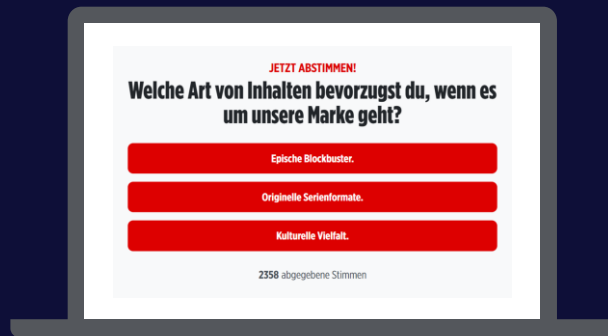 JETZT ABSTIMMEN!
Welche Art von Inhalten bevorzugst du, wenn es
um unsere Marke geht?
Epische Blockbuster.
Originelle Serienformate.
Kulturelle Vielfalt.
2358 abgegebene Stimmen